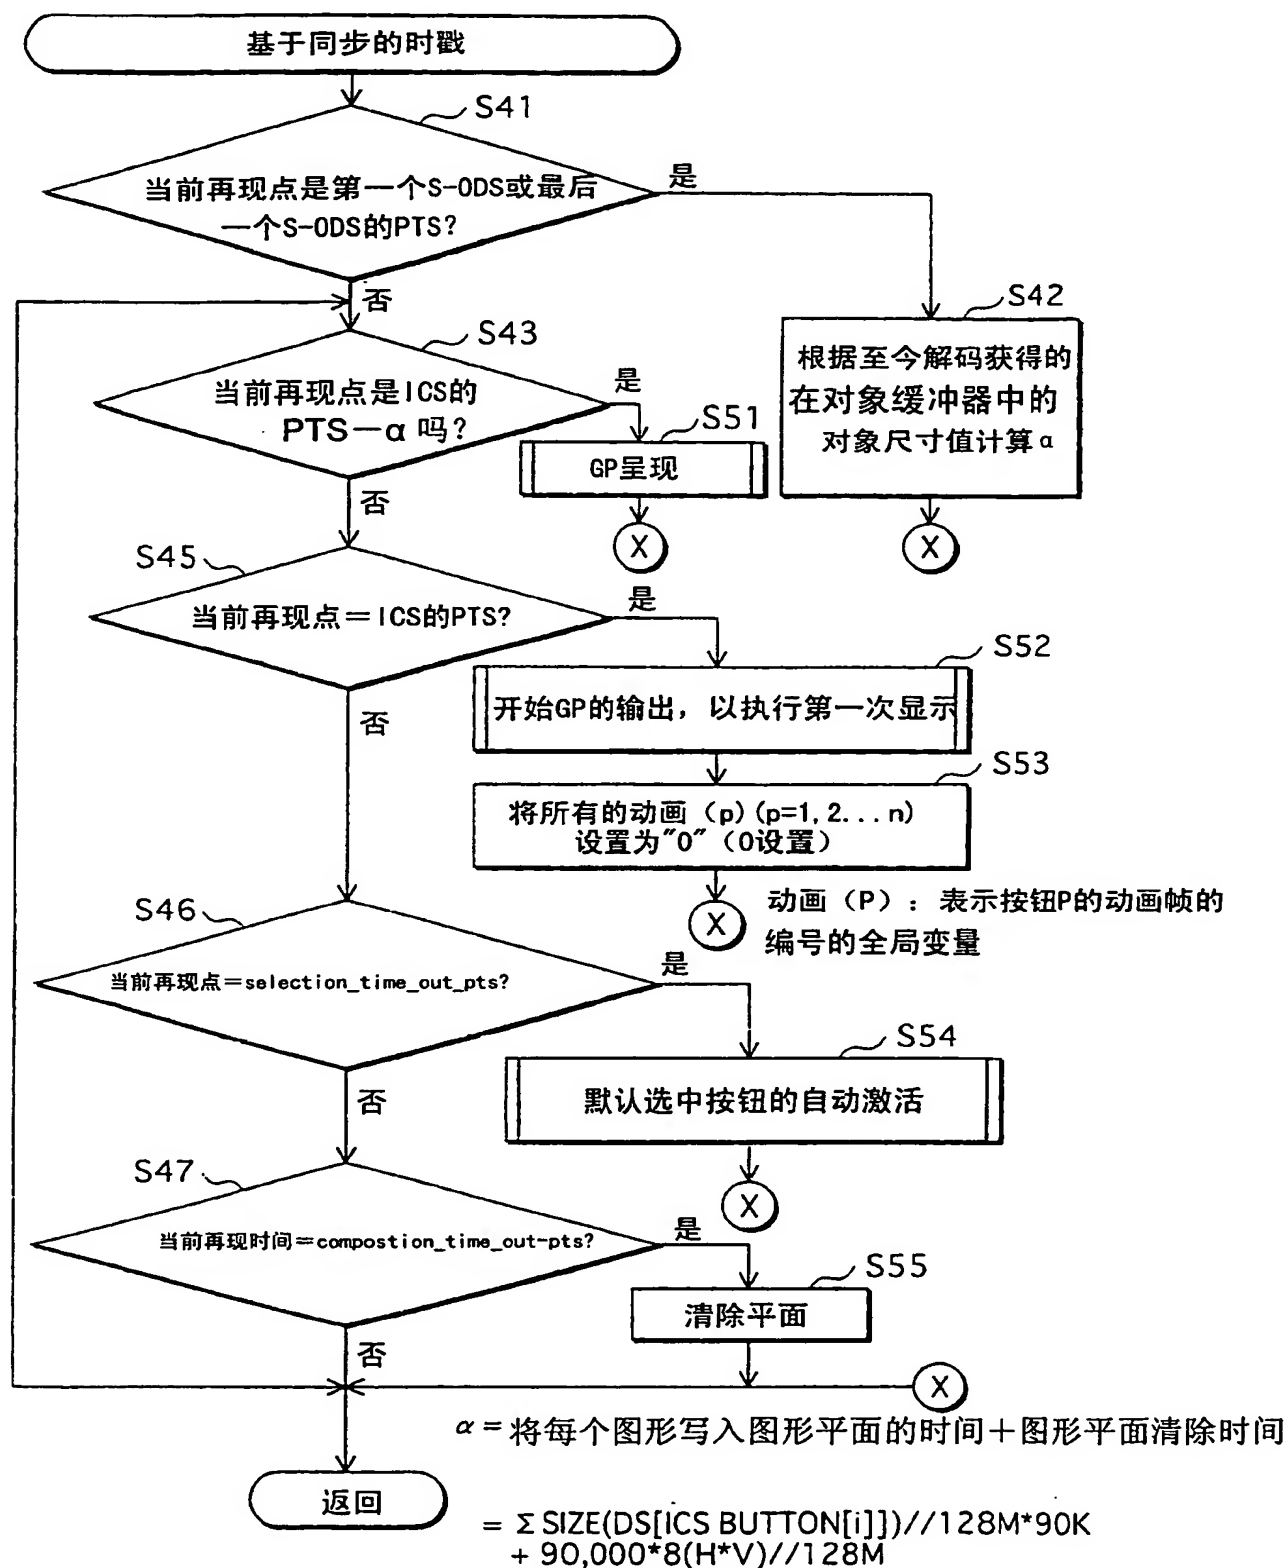 基于同步的时戳
S41
当前再现点是第一个S-ODS或最后
一个S-ODS的PTS?
是
否
S42
根据至今解码获得的
在对象缓冲器中的
对象尺寸值计算α
X
S43
当前再现点是ICS的
PTS－α吗?
是
S51
GP呈现
X
否
S45
当前再现点＝ICS的PTS?
是
S52
开始GP的输出，以执行第一次显示
S53
将所有的动画（p）(p=1,2...n)
设置为"0"（0设置）
X
动画（P）：表示按钮P的动画帧的
编号的全局变量
否
S46
当前再现点＝selection_time_out_pts?
是
S54
默认选中按钮的自动激活
X
否
S47
当前再现时间＝compostion_time_out-pts?
是
S55
清除平面
否
X
α＝将每个图形写入图形平面的时间＋图形平面清除时间
返回
= Σ SIZE(DS[ICS BUTTON[i]])//128M*90K
+ 90,000*8(H*V)//128M